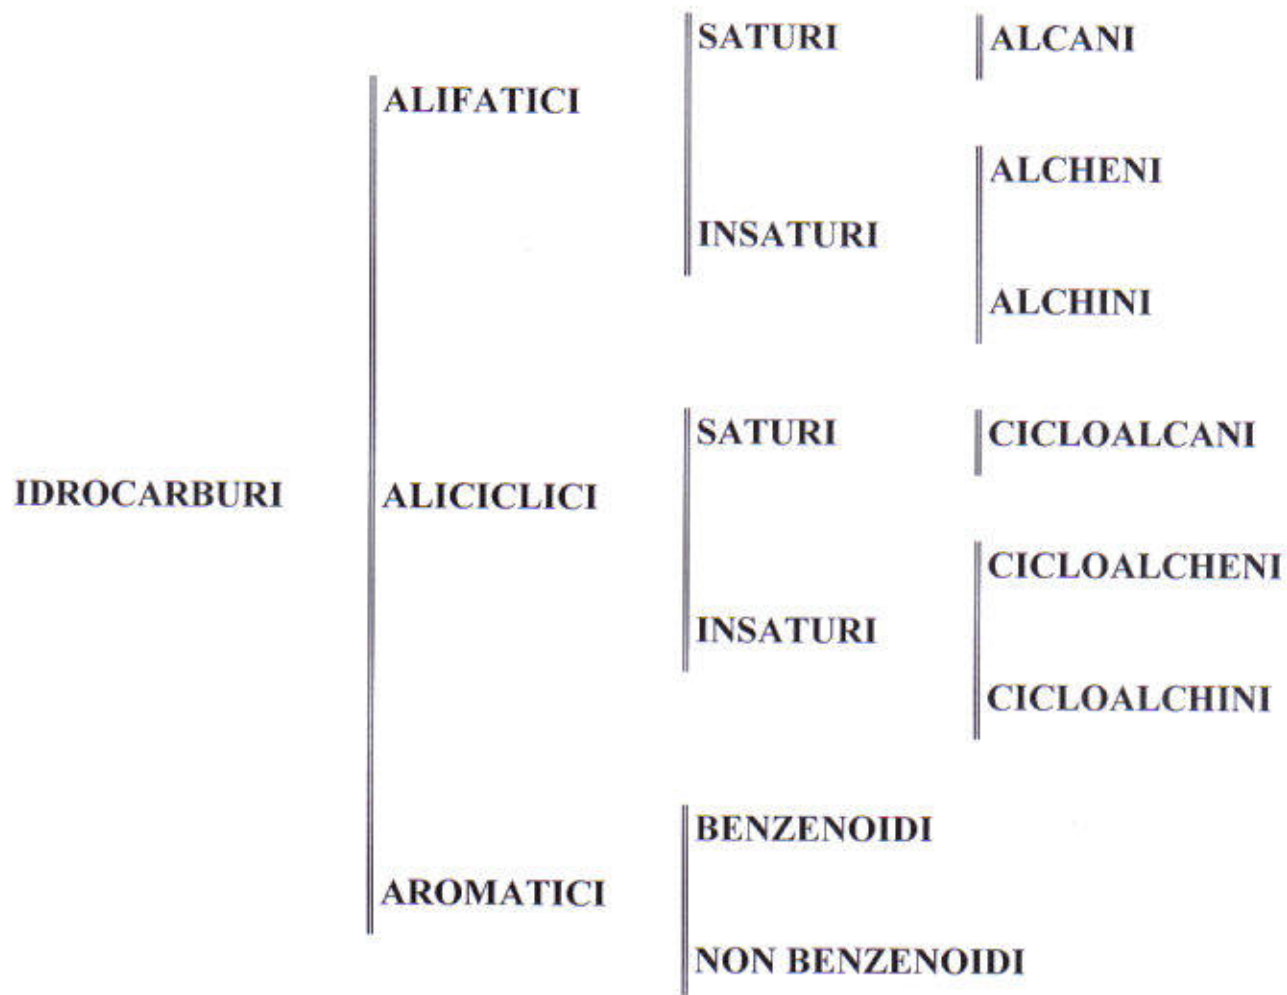 SATURI
ALCANI
ALIFATICI
ALCHENI
INSATURI
ALCHINI
SATURI
CICLOALCANI
IDROCARBURI
ALICICLICI
CICLOALCHENI
INSATURI
CICLOALCHINI
BENZENOIDI
AROMATICI
NON BENZENOIDI